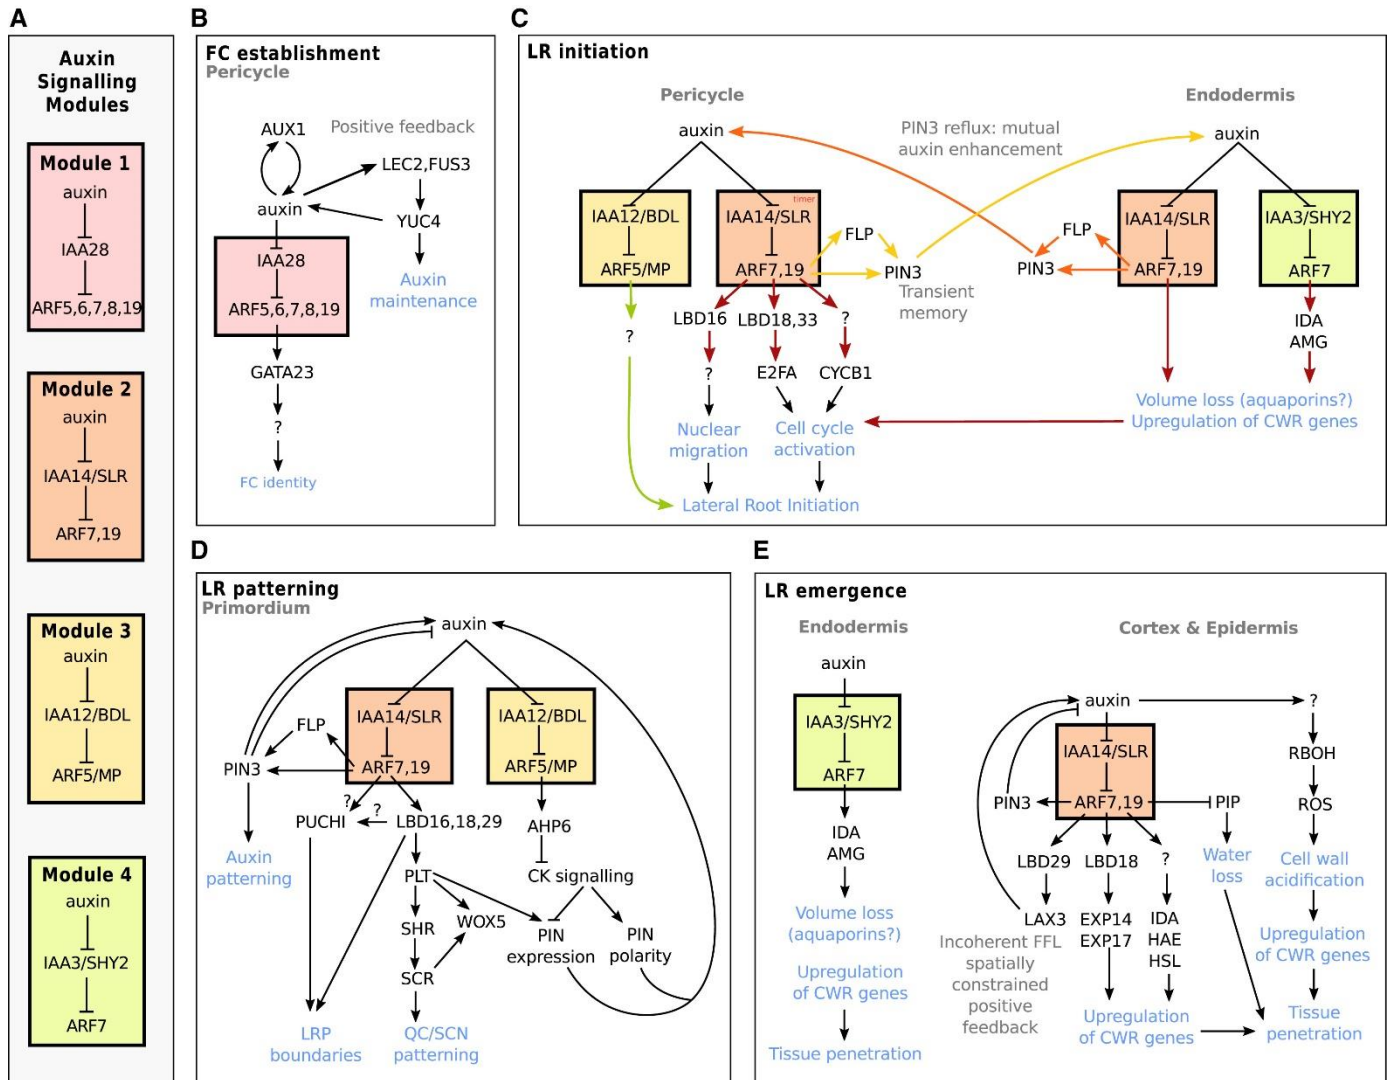 A
Auxin
Signalling
Modules
Module 1
auxin
IAA28
ARF5,6,7,8,19
Module 2
auxin
IAA14/SLR
ARF7,19
Module 3
auxin
IAA12/BDL
ARF5/MP
Module 4
auxin
IAA3/SHY2
ARF7
B
FC establishment
Pericycle
AUX1
Positive feedback
LEC2,FUS3
auxin
YUC4
IAA28
Auxin
maintenance
ARF5,6,7,8,19
GATA23
?
FC identity
C
LR initiation
Pericycle
Endodermis
auxin
PIN3 reflux: mutual
auxin enhancement
auxin
IAA12/BDL
ARF5/MP
?
timer
IAA14/SLR
ARF7,19
FLP
PIN3
Transient
memory
LBD16
LBD18,33
?
?
E2FA
CYCB1
Nuclear
migration
Cell cycle
activation
Lateral Root Initiation
FLP
PIN3
IAA14/SLR
ARF7,19
IAA3/SHY2
ARF7
IDA
AMG
Volume loss (aquaporins?)
Upregulation of CWR genes
D
LR patterning
Primordium
auxin
IAA14/SLR
IAA12/BDL
FLP
PIN3
ARF7,19
ARF5/MP
?
?
PUCHI
LBD16,18,29
AHP6
Auxin
patterning
PLT
CK signalling
SHR
WOX5
PIN
expression
PIN
polarity
SCR
LRP
boundaries
QC/SCN
patterning
E
LR emergence
Endodermis
auxin
IAA3/SHY2
ARF7
IDA
AMG
Volume loss
(aquaporins?)
Upregulation
of CWR genes
Tissue penetration
Cortex & Epidermis
auxin
?
IAA14/SLR
RBOH
PIN3
ARF7,19
PIP
ROS
LBD29
LBD18
?
Water
loss
Cell wall
acidification
LAX3
EXP14
EXP17
IDA
HAE
HSL
Incoherent FFL
spatially
constrained
positive
feedback
Upregulation
of CWR genes
Upregulation
of CWR genes
Tissue
penetration